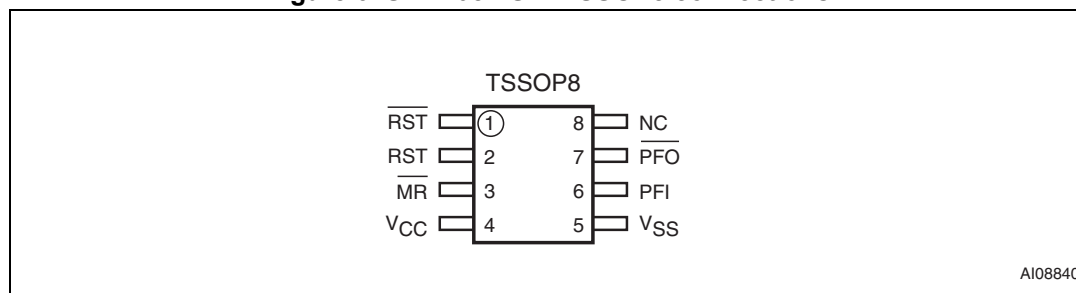 TSSOP8
RST 1 8 NC
RST 2 7 PFO
MR 3 6 PFI
VCC 4 5 VSS
AI08840